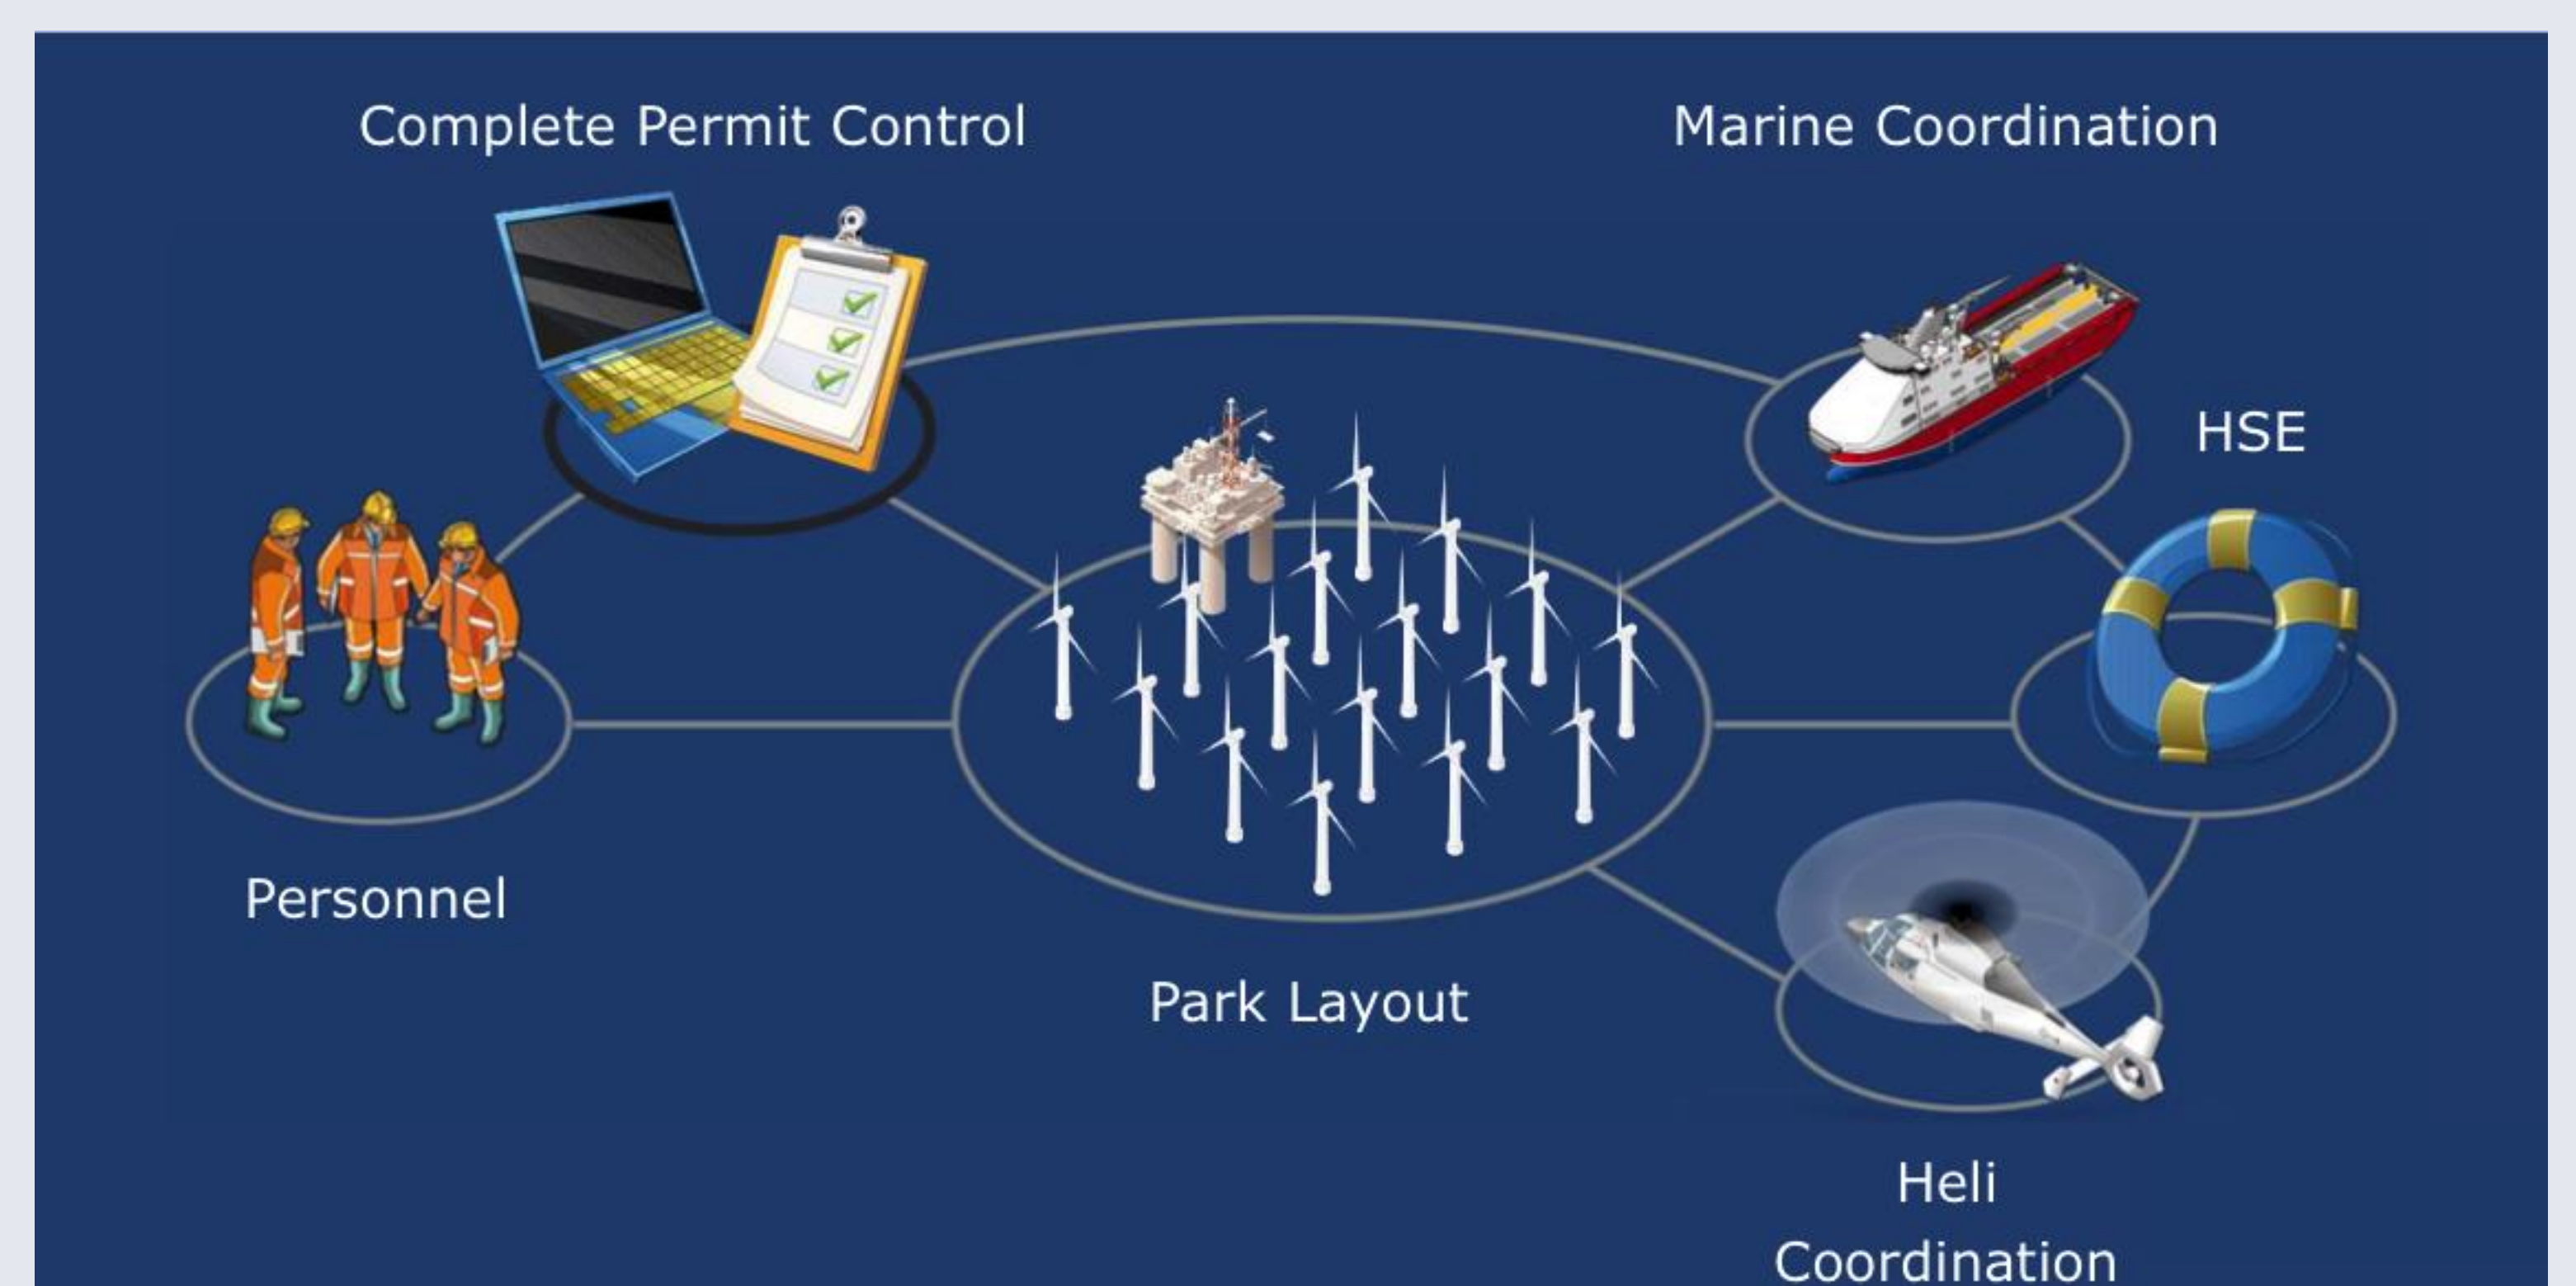 Complete Permit Control
Marine Coordination
HSE
Personnel
Park Layout
Heli
Coordination